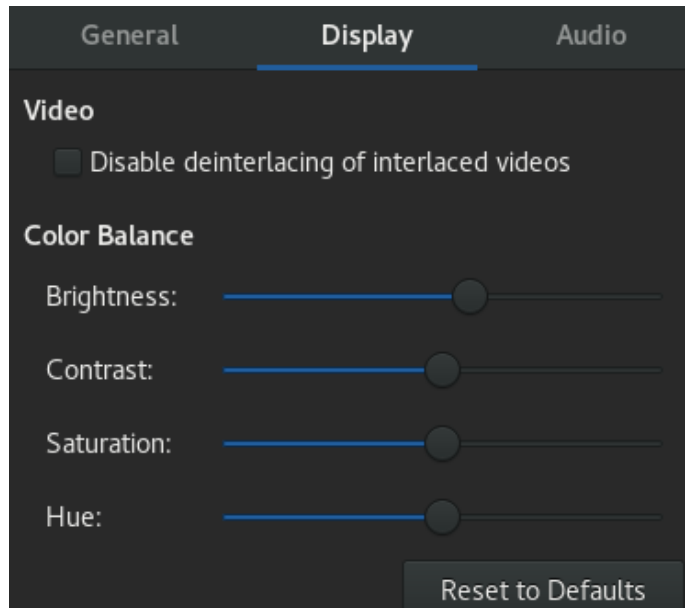 General Display Audio
Video
Disable deinterlacing of interlaced videos
Color Balance
Brightness:
Contrast:
Saturation:
Hue:
Reset to Defaults